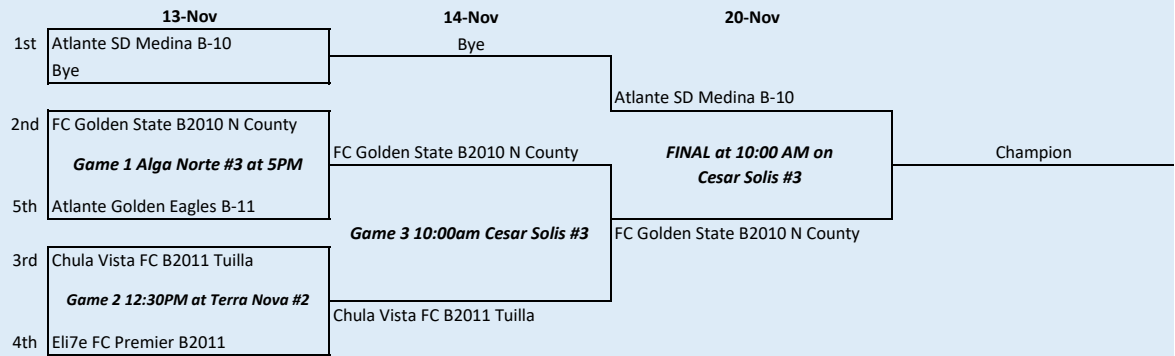 13-Nov
14-Nov
20-Nov
1st
Atlante SD Medina B-10
Bye
Bye
Atlante SD Medina B-10
2nd
FC Golden State B2010 N County
Game 1 Alga Norte #3 at 5PM
FC Golden State B2010 N County
FINAL at 10:00 AM on
Cesar Solis #3
Champion
5th
Atlante Golden Eagles B-11
Game 3 10:00am Cesar Solis #3
FC Golden State B2010 N County
3rd
Chula Vista FC B2011 Tuilla
Game 2 12:30PM at Terra Nova #2
Chula Vista FC B2011 Tuilla
4th
Eli7e FC Premier B2011